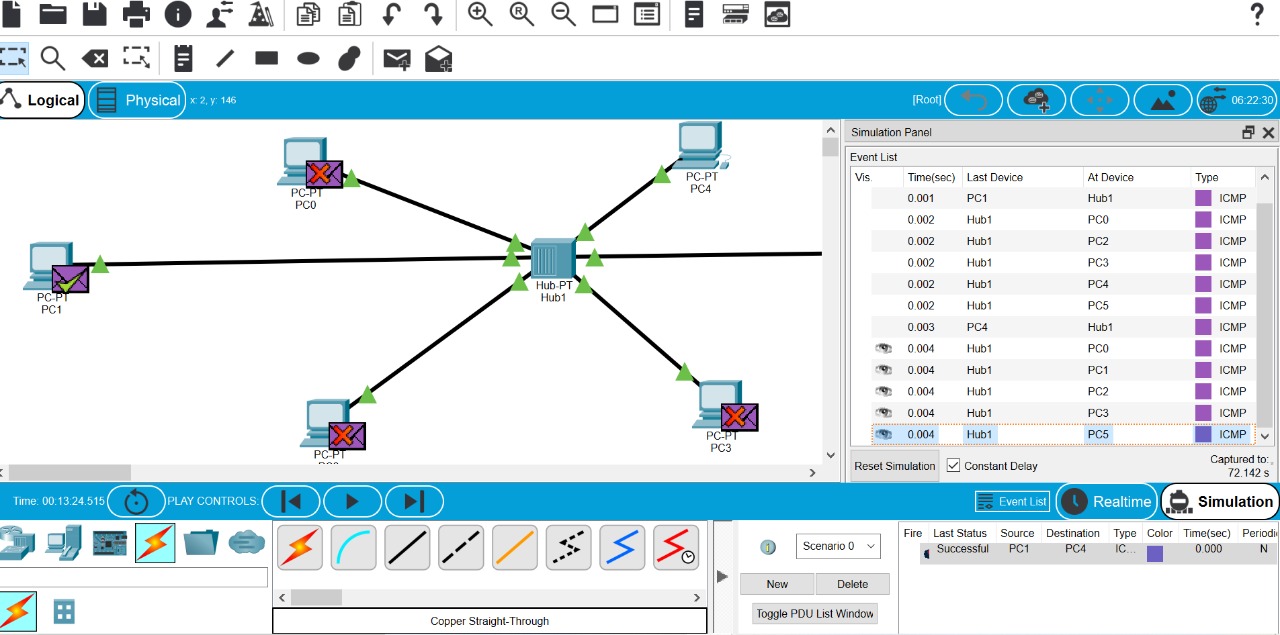 Logical
Physical
x: 2, y: 146
[Root]
06:22:30
PC-PT
PC0
PC-PT
PC4
PC-PT
PC1
Hub-PT
Hub1
PC-PT
PC3
PC-PT
Simulation Panel
Event List
Vis. Time(sec) Last Device At Device Type
0.001 PC1 Hub1 ICMP
0.002 Hub1 PC0 ICMP
0.002 Hub1 PC2 ICMP
0.002 Hub1 PC3 ICMP
0.002 Hub1 PC4 ICMP
0.002 Hub1 PC5 ICMP
0.003 PC4 Hub1 ICMP
0.004 Hub1 PC0 ICMP
0.004 Hub1 PC1 ICMP
0.004 Hub1 PC2 ICMP
0.004 Hub1 PC3 ICMP
0.004 Hub1 PC5 ICMP
Reset Simulation
Constant Delay
Captured to:
72.142 s
Time: 00:13:24.515
PLAY CONTROLS:
Event List
Realtime
Simulation
Scenario 0
New
Delete
Toggle PDU List Window
Copper Straight-Through
Fire Last Status Source Destination Type Color Time(sec) Periodi
Successful PC1 PC4 IC... 0.000 N